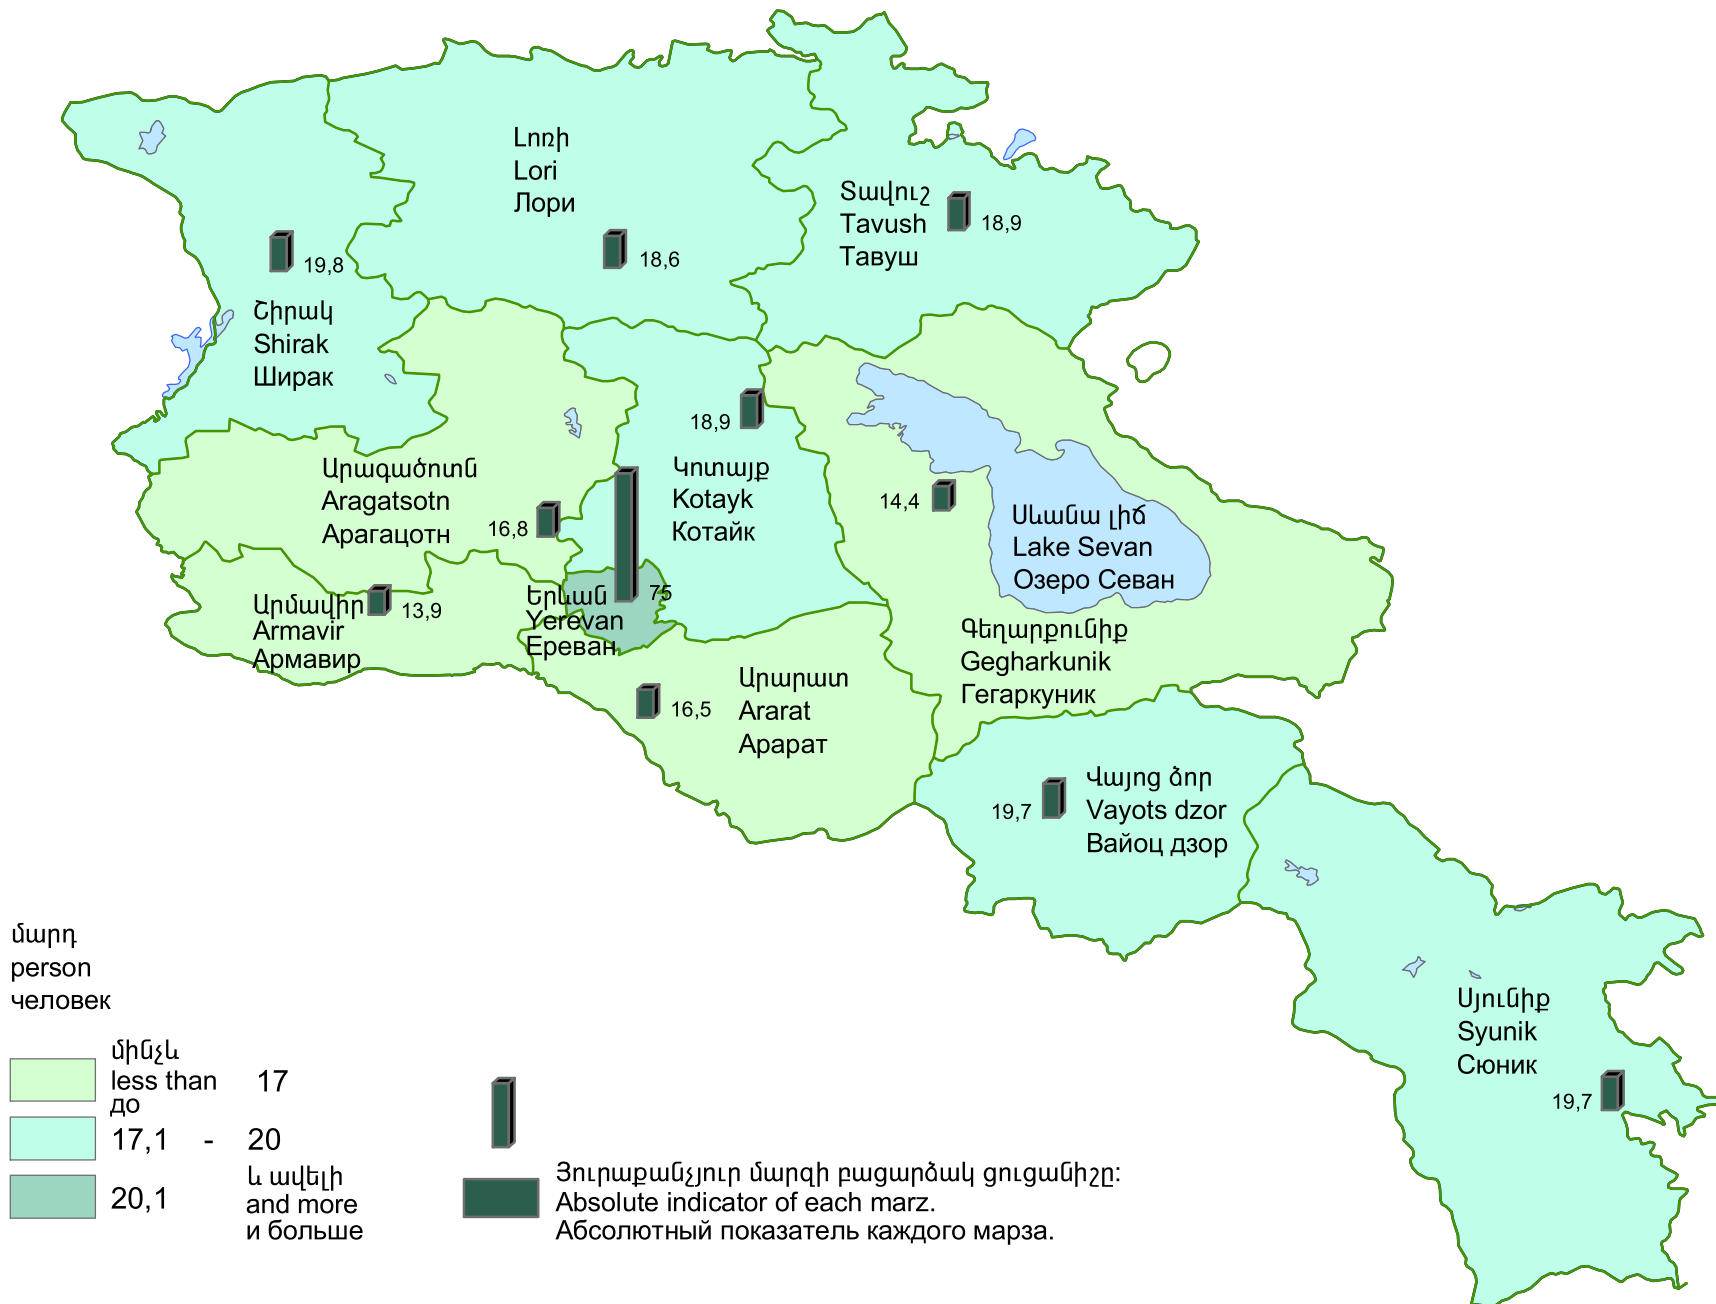 Լոռի
Lori
Лори
18,6
Տավուշ
Tavush
Тавуш
18,9
19,8
Շիրակ
Shirak
Ширак
18,9
Կոտայք
Kotayk
Котайк
Արագածոտն
Aragatsotn
Арагацотн
16,8
14,4
Սևանա լիճ
Lake Sevan
Озеро Севан
Արմավիր
Armavir
Армавир
13,9
Երևան
Yerevan
Ереван
75
Գեղարքունիք
Gegharkunik
Гегаркуник
Արարատ
Ararat
Арарат
16,5
Վայոց ձոր
Vayots dzor
Вайоц дзор
19,7
Սյունիք
Syunik
Сюник
19,7
մարդ
person
человек
մինչև
less than 17
до
17,1 - 20
20,1
և ավելի
and more
и больше
Յուրաքանչյուր մարզի բացարձակ ցուցանիշը:
Absolute indicator of each marz.
Абсолютный показатель каждого марза.